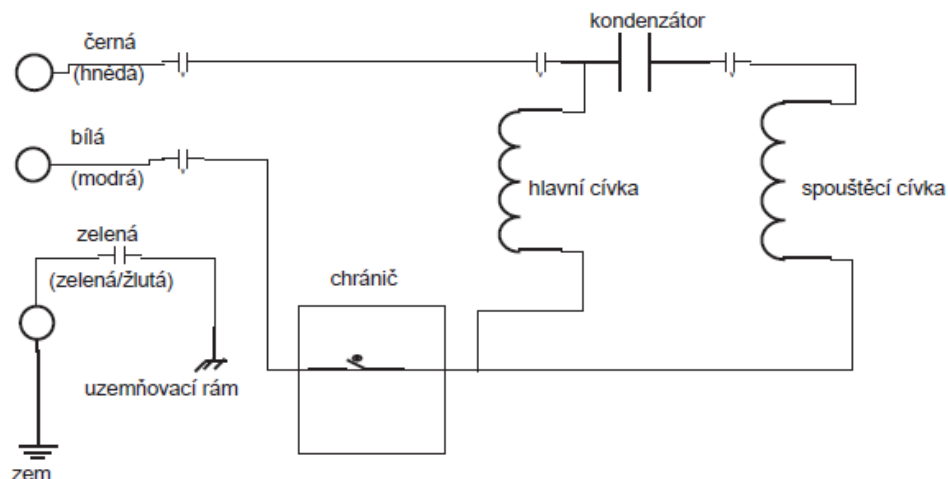 kondenzátor
černá
(hnědá)
bílá
(modrá)
hlavní cívka
spouštěcí cívka
zelená
(zelená/žlutá)
chránič
uzemňovací rám
zem